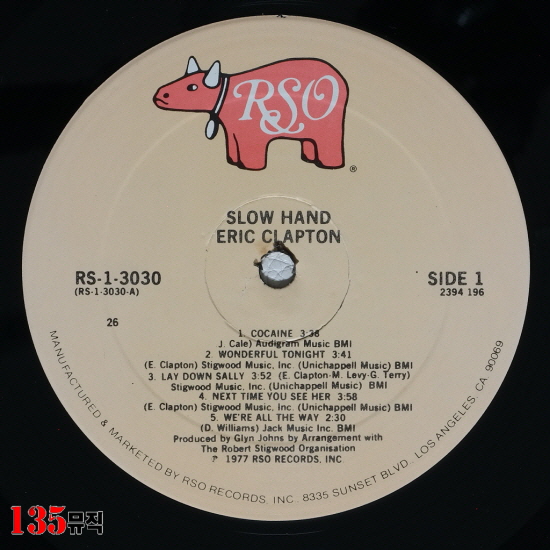 RSO
®
SLOW HAND
ERIC CLAPTON
RS-1-3030
(RS-1-3030-A)
SIDE 1
2394 196
26
1. COCAINE 3:38
J. Cale) Audigram Music BMI
2. WONDERFUL TONIGHT 3:41
(E. Clapton) Stigwood Music, Inc. (Unichappell Music) BMI
3. LAY DOWN SALLY 3:52 (E. Clapton-M. Levy-G. Terry)
Stigwood Music, Inc. (Unichappell Music) BMI
4. NEXT TIME YOU SEE HER 3:58
(E. Clapton) Stigwood Music, Inc. (Unichappell Music) BMI
5. WE'RE ALL THE WAY 2:30
(D. Williams) Jack Music Inc. BMI
Produced by Glyn Johns by Arrangement with
The Robert Stigwood Organisation
℗ 1977 RSO RECORDS, INC
MANUFACTURED & MARKETED BY RSO RECORDS, INC., 8335 SUNSET BLVD., LOS ANGELES, CA. 90069
135뮤직